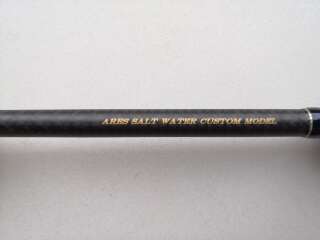 ARES SALT WATER CUSTOM MODEL